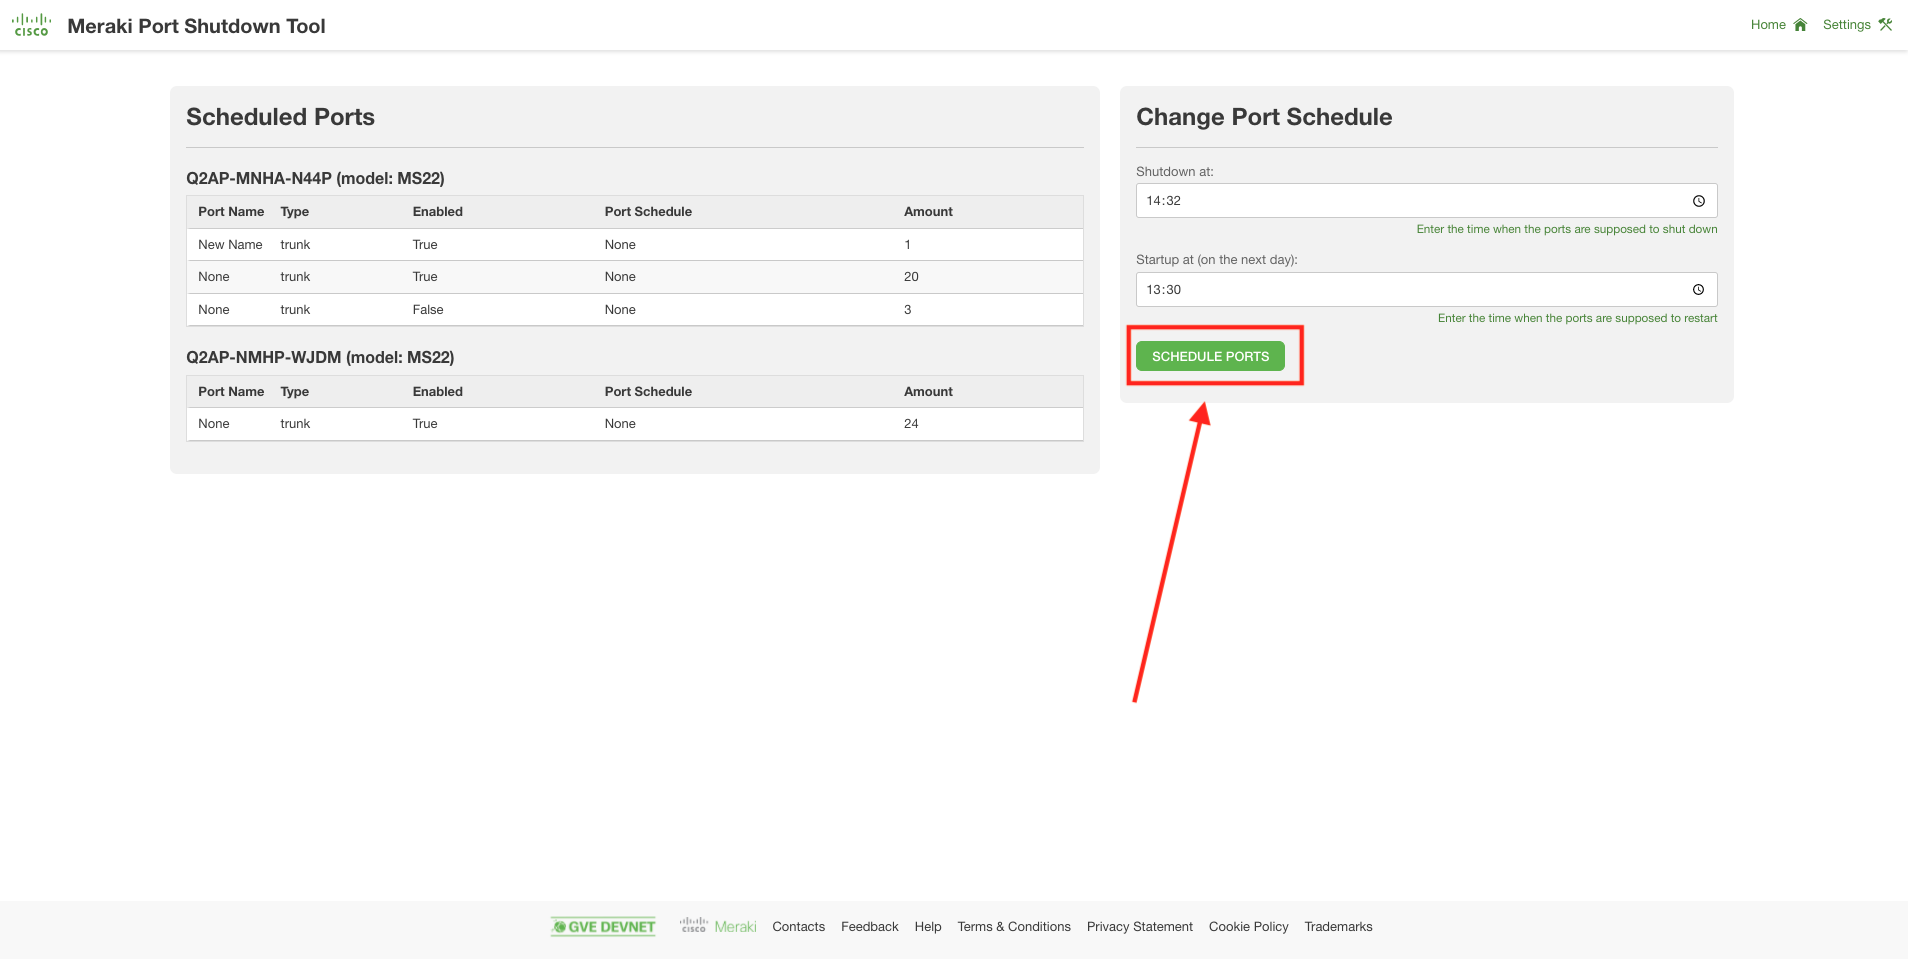 CISCO Meraki Port Shutdown Tool Home Settings
Scheduled Ports
Q2AP-MNHA-N44P (model: MS22)
Port Name Type Enabled Port Schedule Amount
New Name trunk True None 1
None trunk True None 20
None trunk False None 3
Q2AP-NMHP-WJDM (model: MS22)
Port Name Type Enabled Port Schedule Amount
None trunk True None 24
Change Port Schedule
Shutdown at:
14:32
Enter the time when the ports are supposed to shut down
Startup at (on the next day):
13:30
Enter the time when the ports are supposed to restart
SCHEDULE PORTS
GVE DEVNET CISCO Meraki Contacts Feedback Help Terms & Conditions Privacy Statement Cookie Policy Trademarks